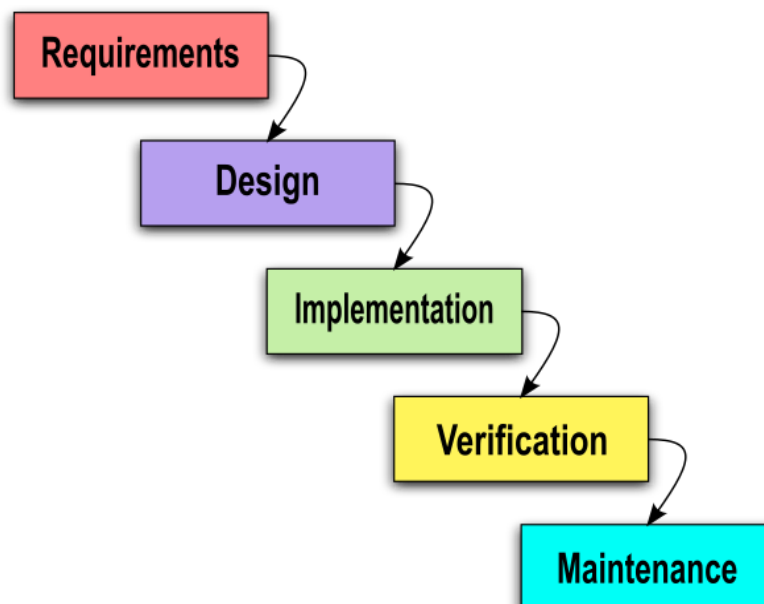 Requirements
Design
Implementation
Verification
Maintenance